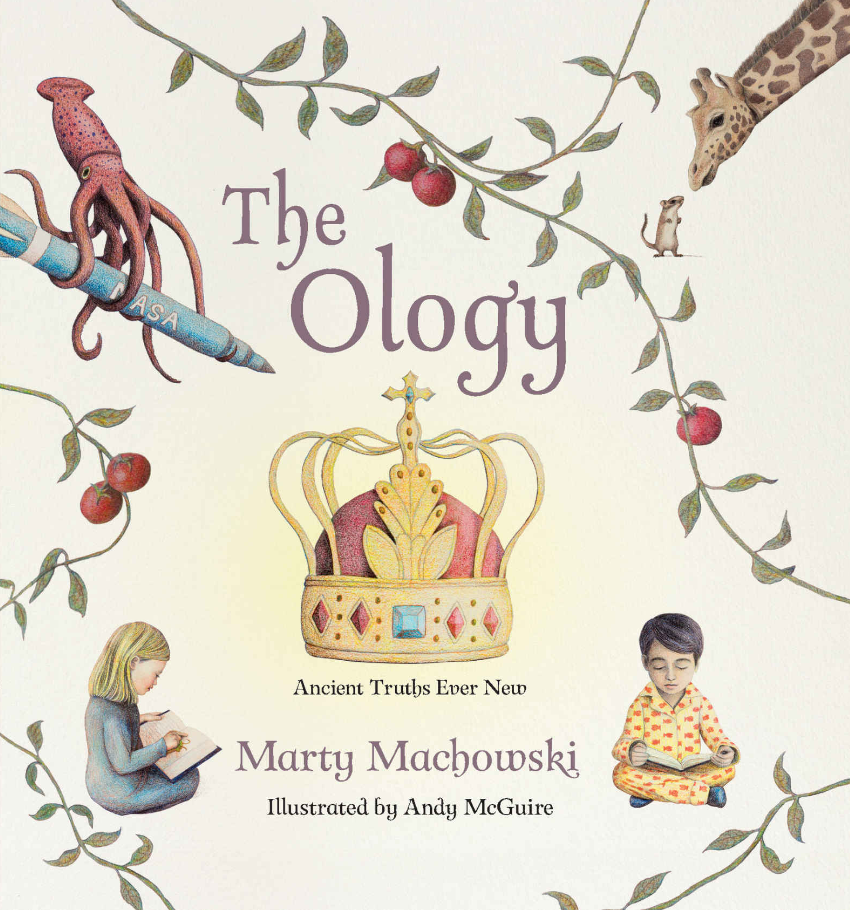 The
Ology
NASA
Ancient Truths Ever New
Marty Machowski
Illustrated by Andy McGuire